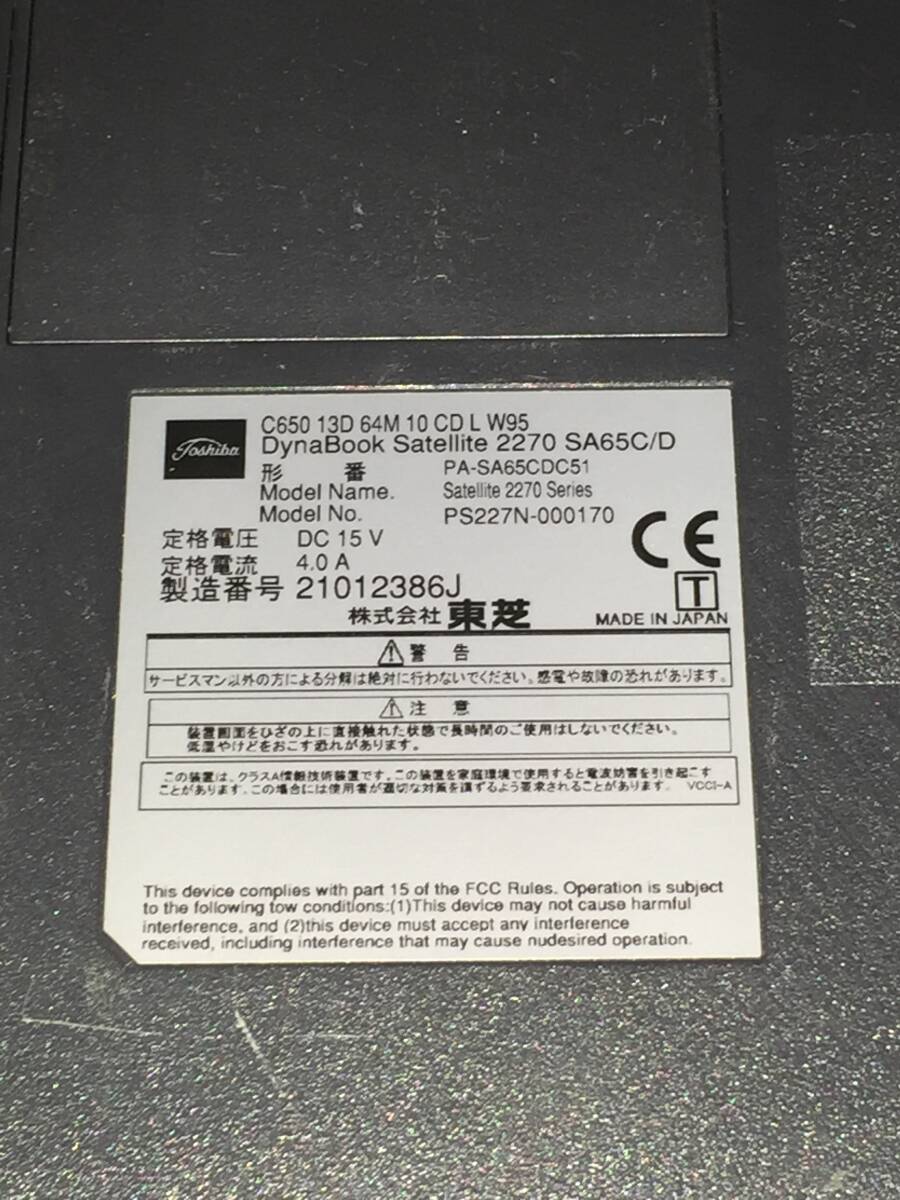 Toshiba
C650 13D 64M 10 CD L W95
DynaBook Satellite 2270 SA65C/D
形 番 PA-SA65CDC51
Model Name. Satellite 2270 Series
Model No. PS227N-000170
定格電圧 DC 15 V
定格電流 4.0 A
製造番号 21012386J
株式会社 東芝
CE
T
MADE IN JAPAN
警 告
サービスマン以外の方による分解は絶対に行わないでください。感電や故障の恐れがあります。
注 意
装置底面をひざの上に直接触れた状態で長時間のご使用はしないでください。
低温やけどをおこす恐れがあります。
この装置は、クラスA情報技術装置です。この装置を家庭環境で使用すると電波妨害を引き起こす
ことがあります。この場合には使用者が適切な対策を講ずるよう要求されることがあります。 VCCI-A
This device complies with part 15 of the FCC Rules. Operation is subject
to the following tow conditions:(1)This device may not cause harmful
interference, and (2)this device must accept any interference
received, including interference that may cause nudesired operation.